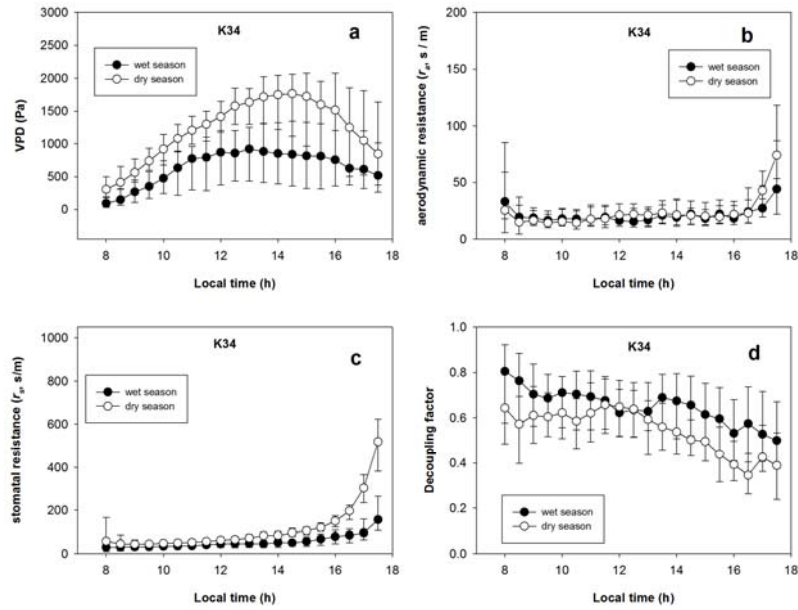 K34
a
wet season
dry season
VPD (Pa)
3000
2500
2000
1500
1000
500
0
8 10 12 14 16 18
Local time (h)
K34
b
wet season
dry season
aerodynamic resistance (ra, s / m)
200
150
100
50
0
8 10 12 14 16 18
Local time (h)
K34
c
wet season
dry season
stomatal resistance (rs, s/m)
1000
800
600
400
200
0
8 10 12 14 16 18
Local time (h)
K34
d
Decoupling factor
1.0
0.8
0.6
0.4
0.2
0.0
wet season
dry season
8 10 12 14 16 18
Local time (h)